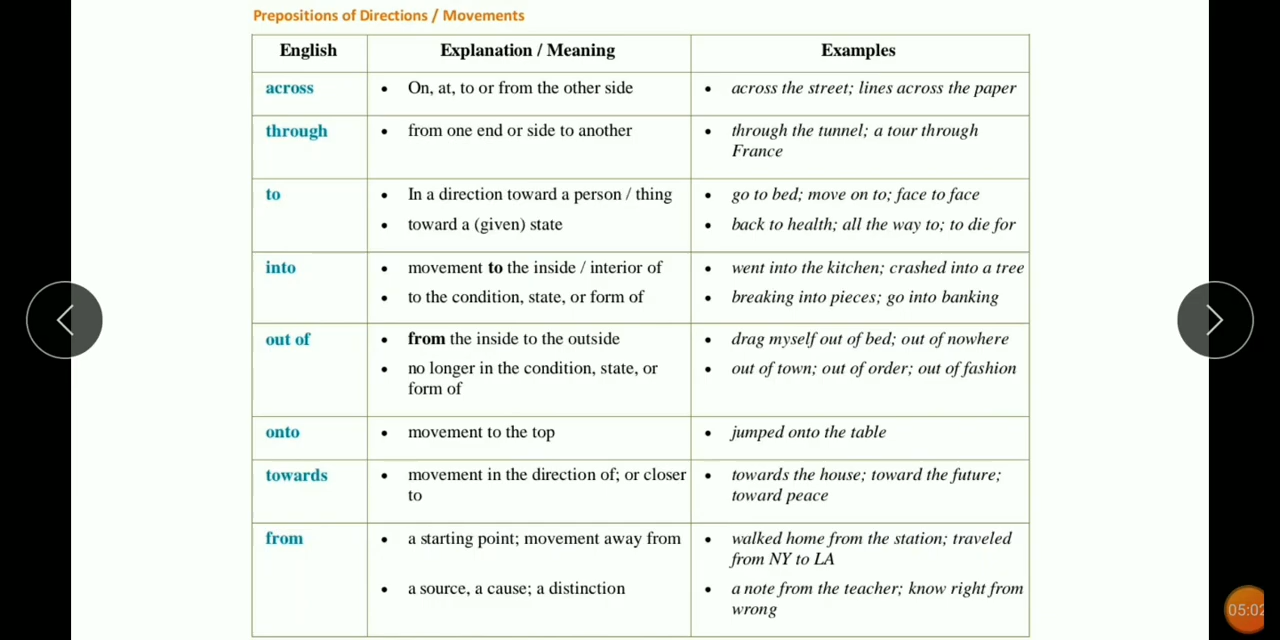 Prepositions of Directions / Movements
English Explanation / Meaning Examples
across • On, at, to or from the other side • across the street; lines across the paper
through • from one end or side to another • through the tunnel; a tour through
France
to • In a direction toward a person / thing • go to bed; move on to; face to face
• toward a (given) state • back to health; all the way to; to die for
into • movement to the inside / interior of • went into the kitchen; crashed into a tree
• to the condition, state, or form of • breaking into pieces; go into banking
out of • from the inside to the outside • drag myself out of bed; out of nowhere
• no longer in the condition, state, or • out of town; out of order; out of fashion
form of
onto • movement to the top • jumped onto the table
towards • movement in the direction of; or closer • towards the house; toward the future;
to toward peace
from • a starting point; movement away from • walked home from the station; traveled
from NY to LA
• a source, a cause; a distinction • a note from the teacher; know right from
wrong
05:02